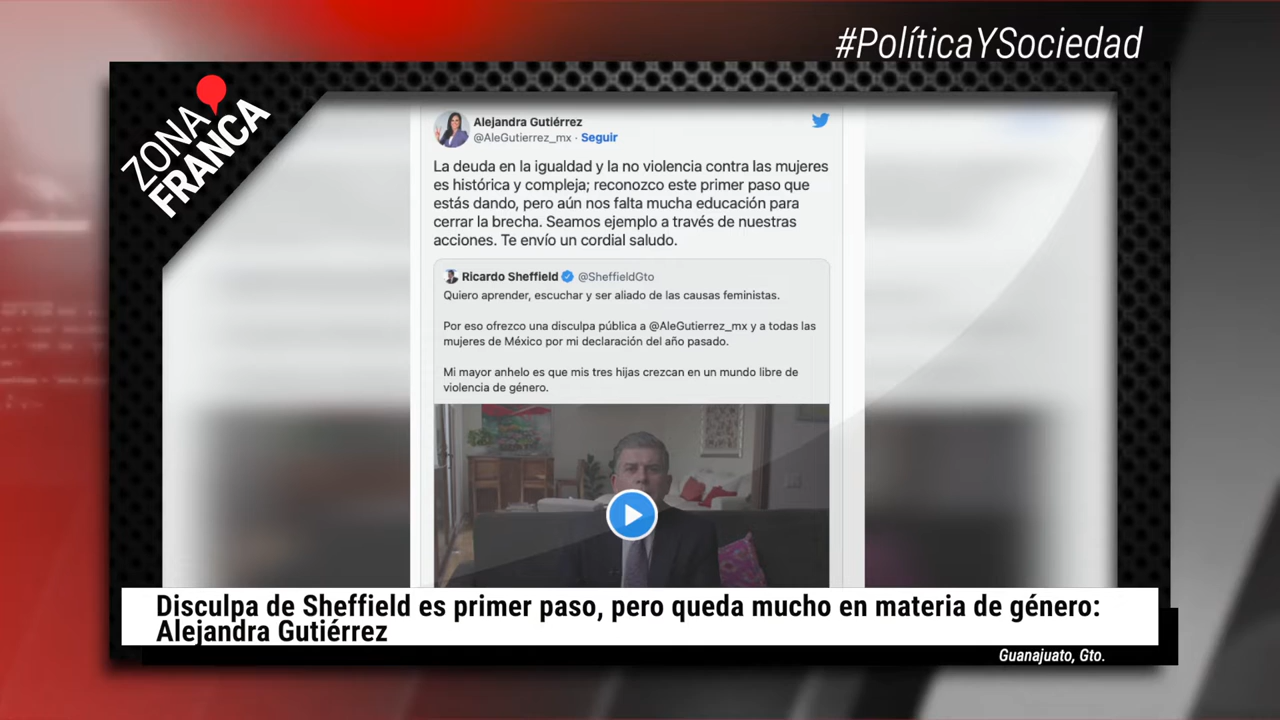 #PolíticaYSociedad
ZONA
FRANCA
Alejandra Gutiérrez
@AleGutierrez_mx · Seguir
La deuda en la igualdad y la no violencia contra las mujeres
es histórica y compleja; reconozco este primer paso que
estás dando, pero aún nos falta mucha educación para
cerrar la brecha. Seamos ejemplo a través de nuestras
acciones. Te envío un cordial saludo.
Ricardo Sheffield @SheffieldGto
Quiero aprender, escuchar y ser aliado de las causas feministas.
Por eso ofrezco una disculpa pública a @AleGutierrez_mx y a todas las
mujeres de México por mi declaración del año pasado.
Mi mayor anhelo es que mis tres hijas crezcan en un mundo libre de
violencia de género.
Disculpa de Sheffield es primer paso, pero queda mucho en materia de género:
Alejandra Gutiérrez
Guanajuato, Gto.